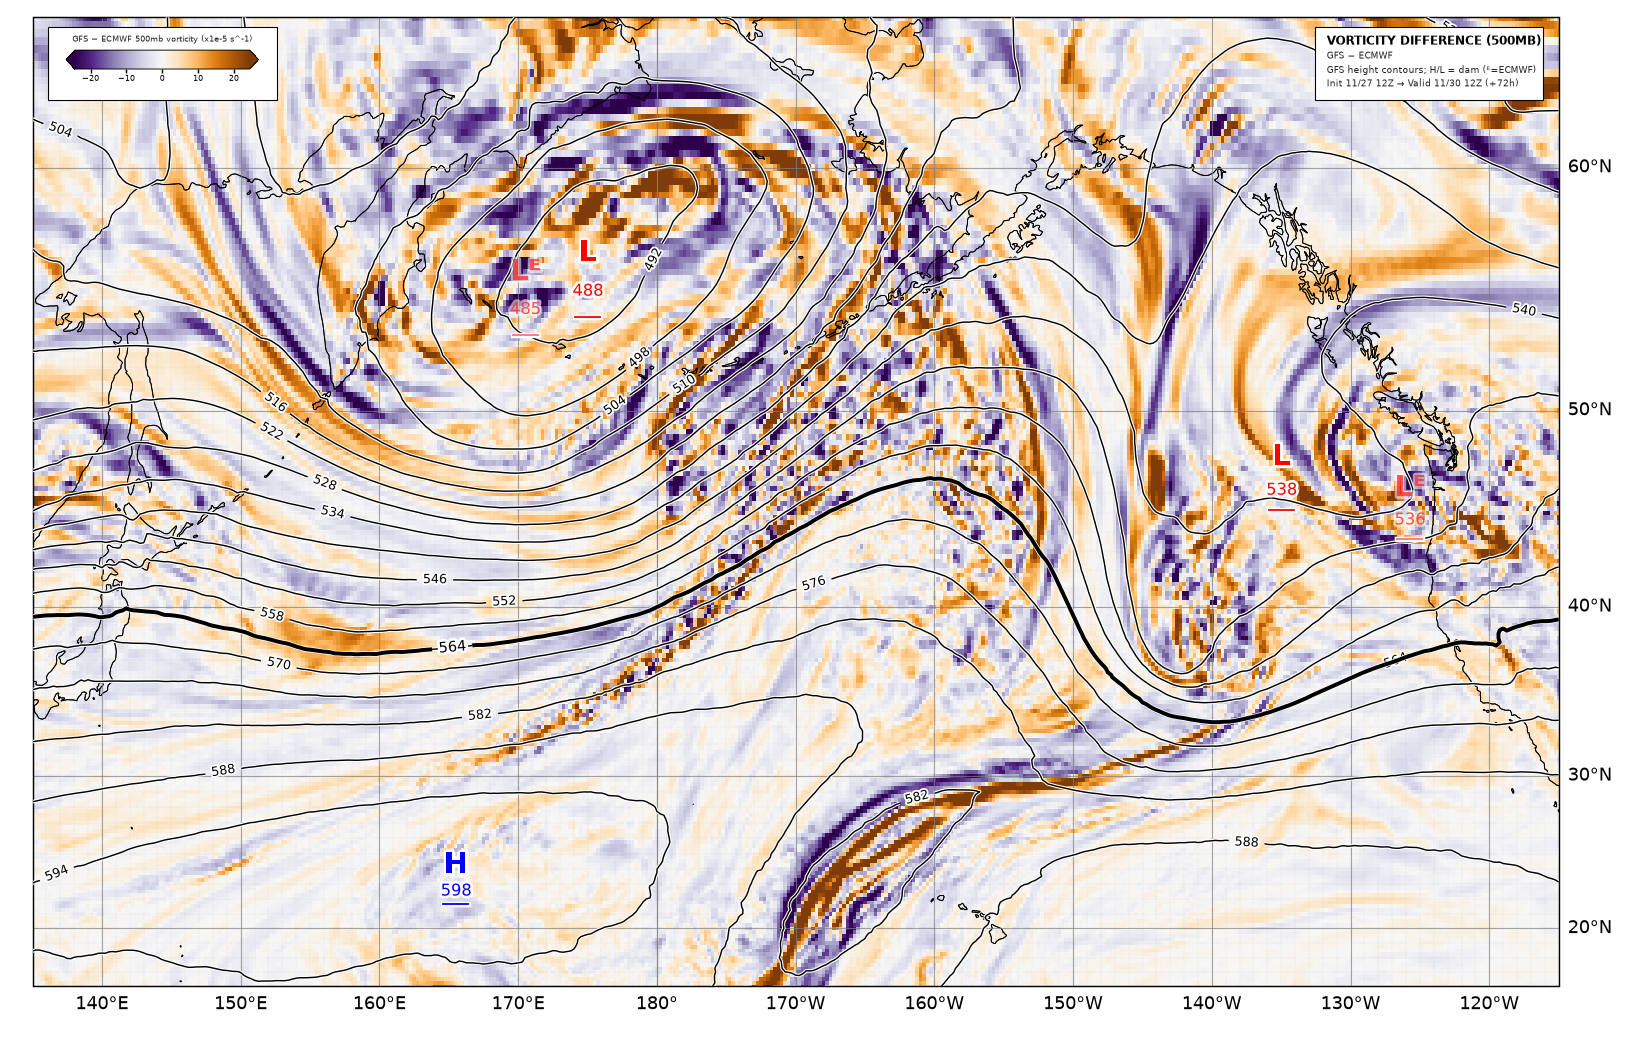 GFS − ECMWF 500mb vorticity (x1e-5 s^-1)
−20 −10 0 10 20
VORTICITY DIFFERENCE (500MB)
GFS − ECMWF
GFS height contours; H/L = dam (ᴱ=ECMWF)
Init 11/27 12Z → Valid 11/30 12Z (+72h)
504
60°N
492
L
Lᴱ
488
485
540
498
510
504
516
50°N
522
528
L
538
Lᴱ
536
534
546
576
552
558
40°N
564
570
564
582
588
30°N
582
588
594
H
598
20°N
140°E 150°E 160°E 170°E 180° 170°W 160°W 150°W 140°W 130°W 120°W